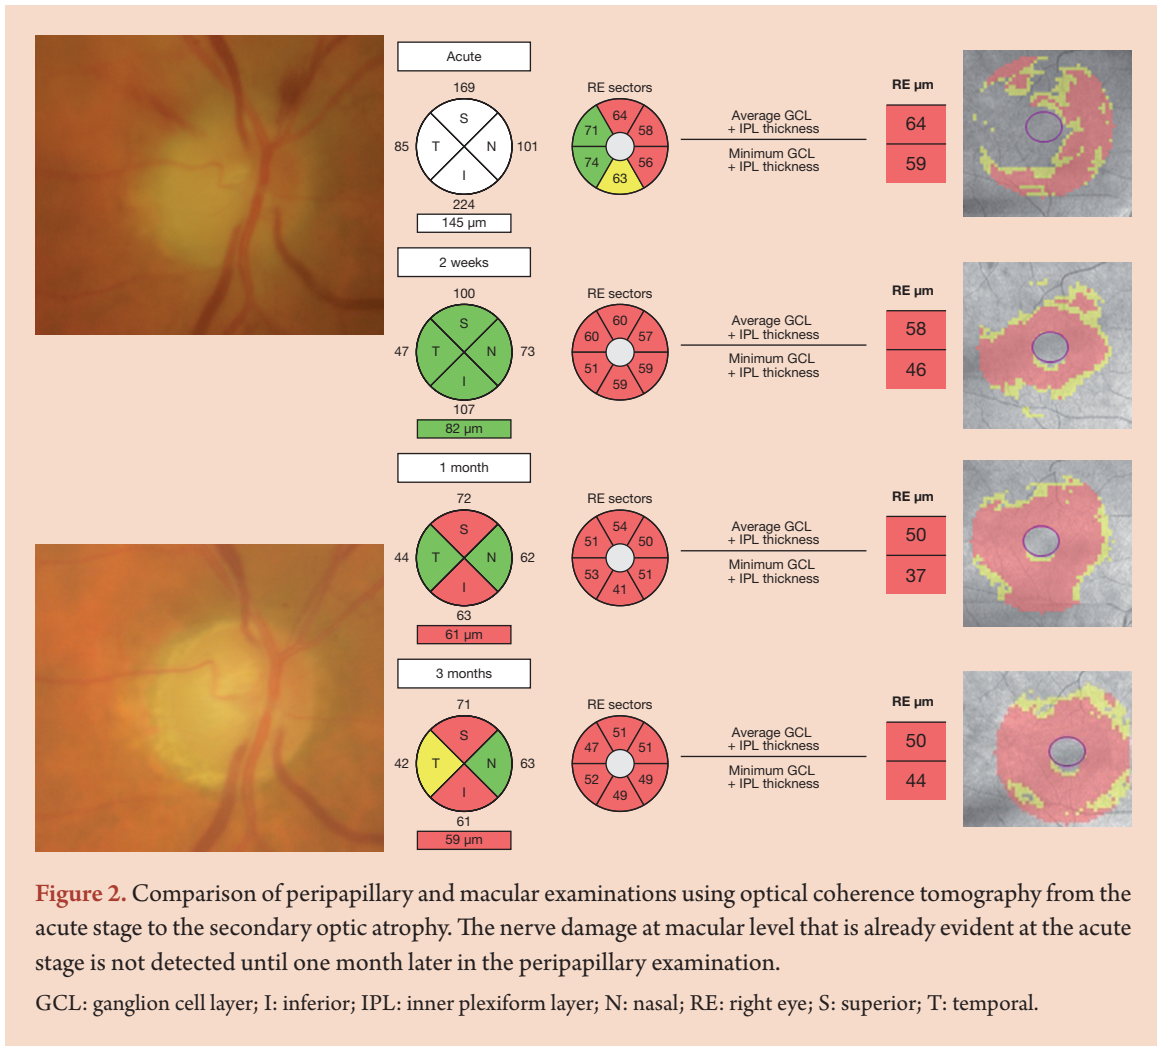 Acute
169
S
85
T
N
101
I
224
145 µm
RE sectors
64
71
58
74
56
63
Average GCL
+ IPL thickness
Minimum GCL
+ IPL thickness
RE µm
64
59
2 weeks
100
S
47
T
N
73
I
107
82 µm
RE sectors
60
60
57
51
59
59
Average GCL
+ IPL thickness
Minimum GCL
+ IPL thickness
RE µm
58
46
1 month
72
S
44
T
N
62
I
63
61 µm
RE sectors
54
51
50
53
51
41
Average GCL
+ IPL thickness
Minimum GCL
+ IPL thickness
RE µm
50
37
3 months
71
S
42
T
N
63
I
61
59 µm
RE sectors
51
47
51
52
49
49
Average GCL
+ IPL thickness
Minimum GCL
+ IPL thickness
RE µm
50
44
Figure 2. Comparison of peripapillary and macular examinations using optical coherence tomography from the
acute stage to the secondary optic atrophy. The nerve damage at macular level that is already evident at the acute
stage is not detected until one month later in the peripapillary examination.
GCL: ganglion cell layer; I: inferior; IPL: inner plexiform layer; N: nasal; RE: right eye; S: superior; T: temporal.